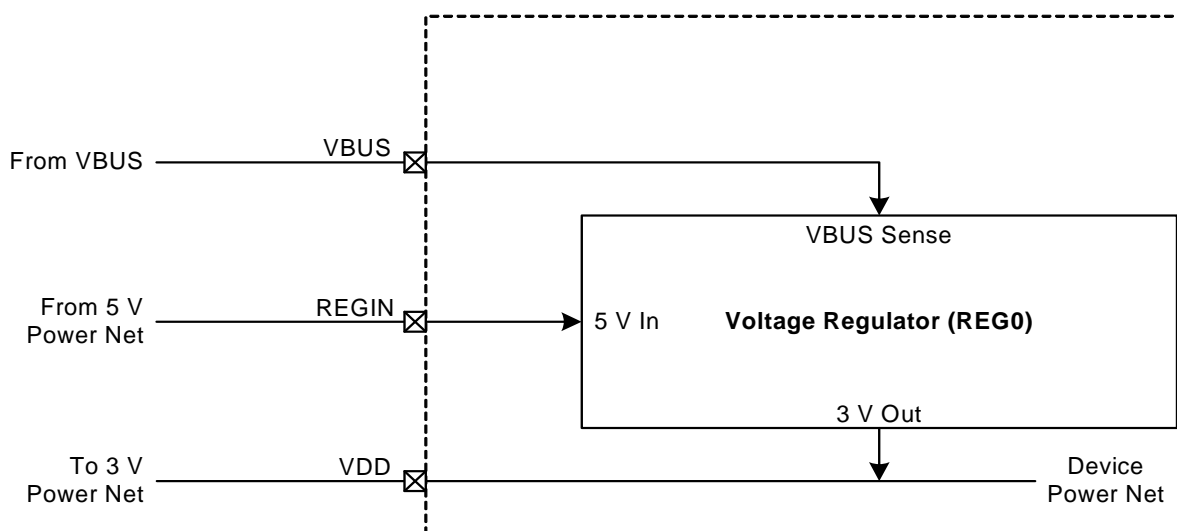 From VBUS
VBUS
VBUS Sense
From 5 V
Power Net
REGIN
5 V In
Voltage Regulator (REG0)
3 V Out
To 3 V
Power Net
VDD
Device
Power Net